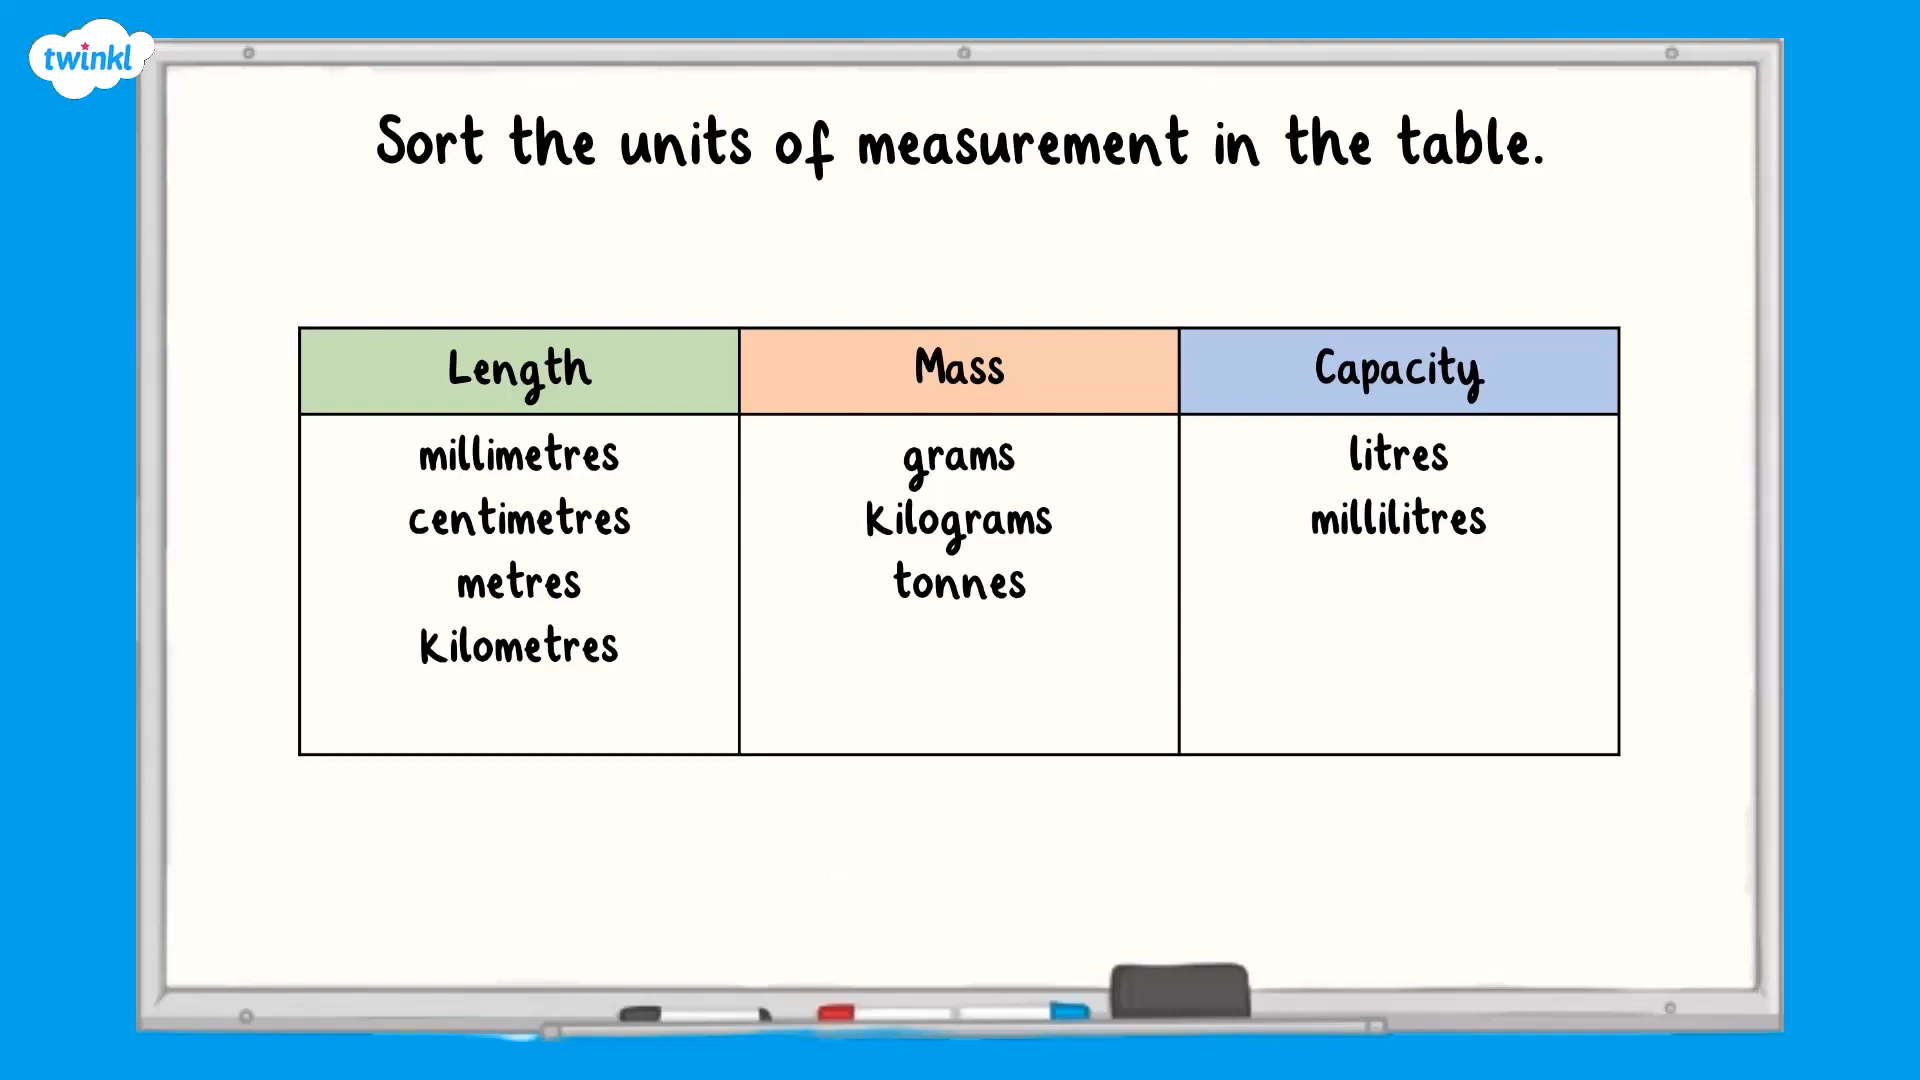 twinkl
Sort the units of measurement in the table.
Length Mass Capacity
millimetres grams litres
centimetres kilograms millilitres
metres tonnes
kilometres